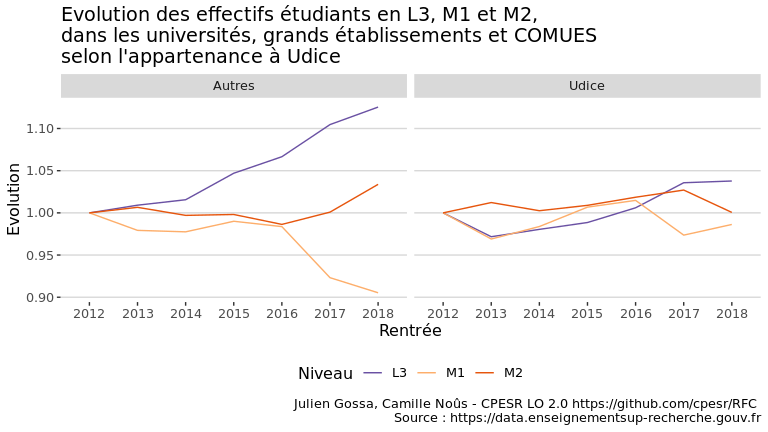 Evolution des effectifs étudiants en L3, M1 et M2,
dans les universités, grands établissements et COMUES
selon l'appartenance à Udice
Autres
Udice
Evolution
1.10
1.05
1.00
0.95
0.90
2012 2013 2014 2015 2016 2017 2018
2012 2013 2014 2015 2016 2017 2018
Rentrée
Niveau L3 M1 M2
Julien Gossa, Camille Noûs - CPESR LO 2.0 https://github.com/cpesr/RFC
Source : https://data.enseignementsup-recherche.gouv.fr